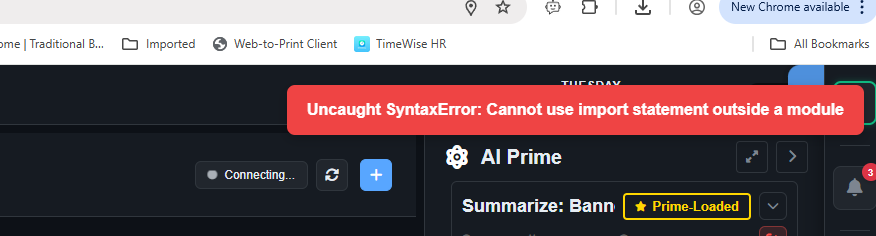 New Chrome available
ome | Traditional B...
Imported
Web-to-Print Client
TimeWise HR
All Bookmarks
Uncaught SyntaxError: Cannot use import statement outside a module
AI Prime
Connecting...
3
Summarize: Bann
Prime-Loaded